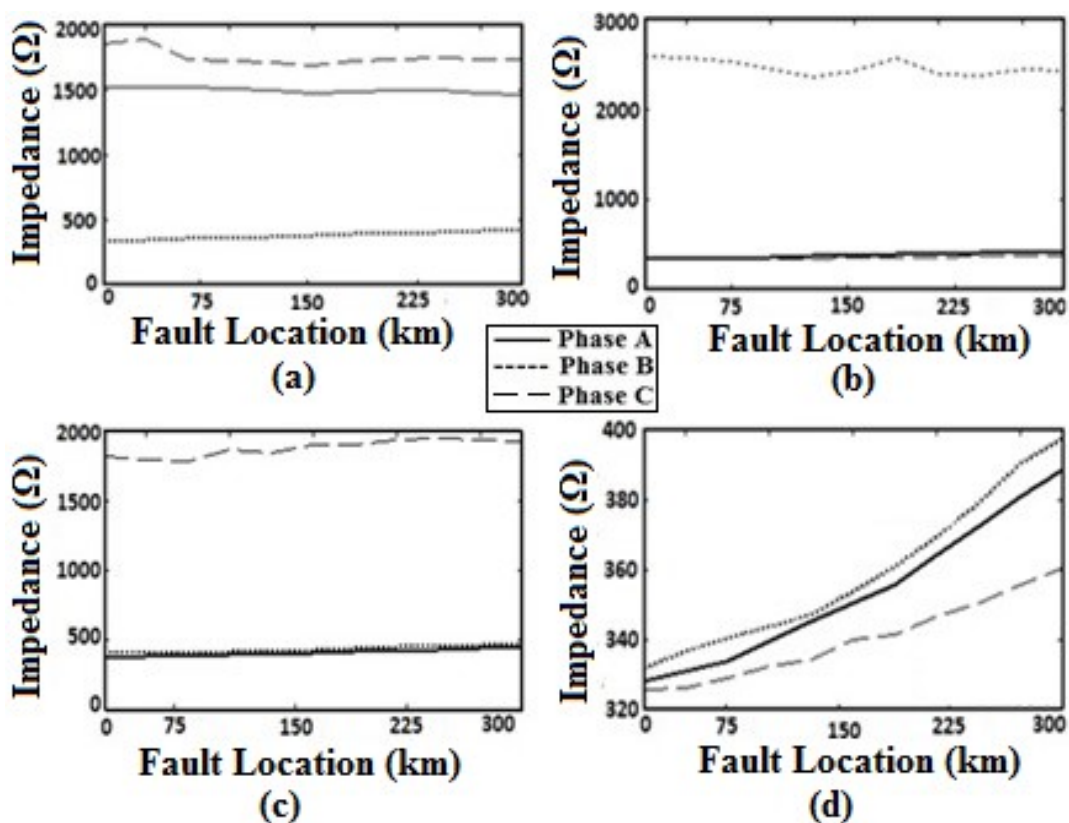 Impedance (Ω)
2000
1500
1000
500
0
0 75 150 225 300
Fault Location (km)
(a)
Impedance (Ω)
3000
2000
1000
0
0 75 150 225 300
Fault Location (km)
(b)
Phase A
Phase B
Phase C
Impedance (Ω)
2000
1500
1000
500
0
0 75 150 225 300
Fault Location (km)
(c)
Impedance (Ω)
400
380
360
340
320
0 75 150 225 300
Fault Location (km)
(d)